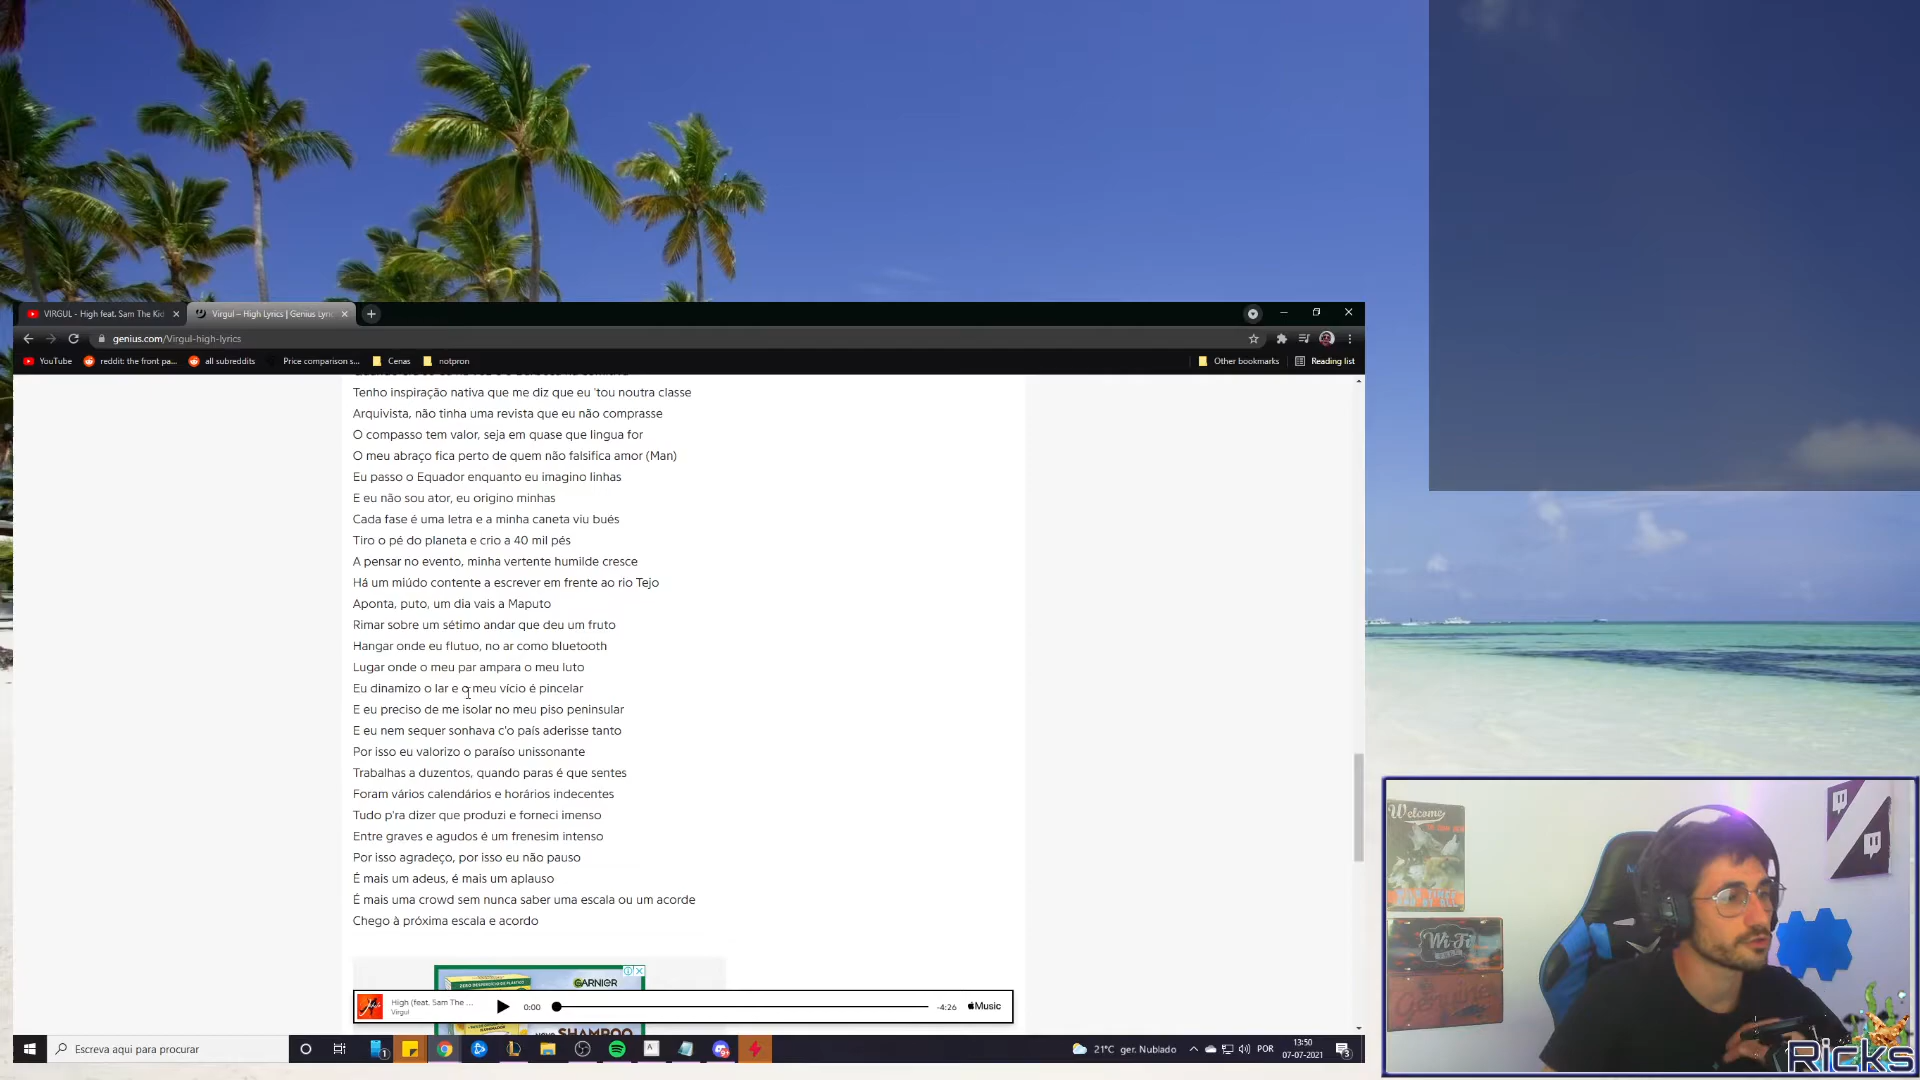 VIRGUL - High feat. Sam The Kid
Virgul – High Lyrics | Genius Lyric
genius.com/Virgul-high-lyrics
YouTube
reddit: the front pa...
all subreddits
Price comparison s...
Cenas
notpron
Other bookmarks
Reading list
Tenho inspiração nativa que me diz que eu 'tou noutra classe
Arquivista, não tinha uma revista que eu não comprasse
O compasso tem valor, seja em quase que língua for
O meu abraço fica perto de quem não falsifica amor (Man)
Eu passo o Equador enquanto eu imagino linhas
E eu não sou ator, eu origino minhas
Cada fase é uma letra e a minha caneta viu bués
Tiro o pé do planeta e crio a 40 mil pés
A pensar no evento, minha vertente humilde cresce
Há um miúdo contente a escrever em frente ao rio Tejo
Aponta, puto, um dia vais a Maputo
Rimar sobre um sétimo andar que deu um fruto
Hangar onde eu flutuo, no ar como bluetooth
Lugar onde o meu par ampara o meu luto
Eu dinamizo o lar e o meu vício é pincelar
E eu preciso de me isolar no meu piso peninsular
E eu nem sequer sonhava c'o país aderisse tanto
Por isso eu valorizo o paraíso unissonante
Trabalhas a duzentos, quando paras é que sentes
Foram vários calendários e horários indecentes
Tudo p'ra dizer que produzi e forneci imenso
Entre graves e agudos é um frenesim intenso
Por isso agradeço, por isso eu não pauso
É mais um adeus, é mais um aplauso
É mais uma crowd sem nunca saber uma escala ou um acorde
Chego à próxima escala e acordo
GARNIER
SHAMPOO
High (feat. Sam The ...
Virgul
0:00
-4:26
Music
Welcome
Wi-Fi
Genuine
Ricks
Escreva aqui para procurar
21°C ger. Nublado
POR
13:50
07-07-2021
3